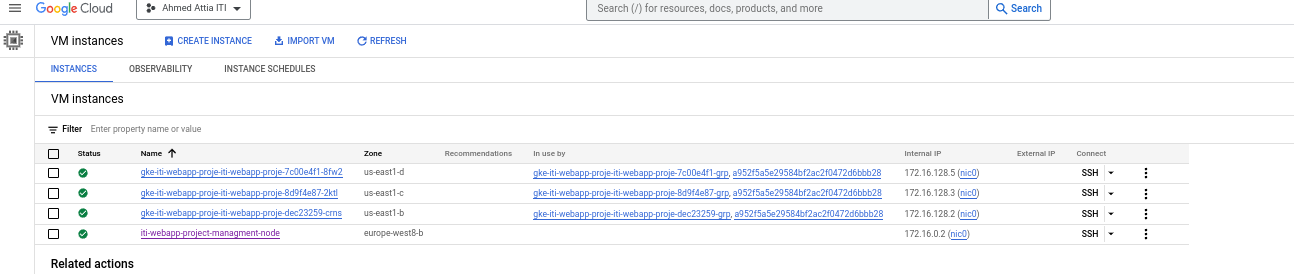 Google Cloud
Ahmed Attia ITI
Search (/) for resources, docs, products, and more
Search
VM instances
CREATE INSTANCE
IMPORT VM
REFRESH
INSTANCES
OBSERVABILITY
INSTANCE SCHEDULES
VM instances
Filter Enter property name or value
Status Name Zone Recommendations In use by Internal IP External IP Connect
gke-iti-webapp-proje-iti-webapp-proje-7c00e4f1-8fw2 us-east1-d gke-iti-webapp-proje-iti-webapp-proje-7c00e4f1-grp, a952f5a5e29584bf2ac2f0472d6bbb28 172.16.128.5 (nic0) SSH
gke-iti-webapp-proje-iti-webapp-proje-8d9f4e87-2ktl us-east1-c gke-iti-webapp-proje-iti-webapp-proje-8d9f4e87-grp, a952f5a5e29584bf2ac2f0472d6bbb28 172.16.128.3 (nic0) SSH
gke-iti-webapp-proje-iti-webapp-proje-dec23259-crns us-east1-b gke-iti-webapp-proje-iti-webapp-proje-dec23259-grp, a952f5a5e29584bf2ac2f0472d6bbb28 172.16.128.2 (nic0) SSH
iti-webapp-project-managment-node europe-west8-b 172.16.0.2 (nic0) SSH
Related actions